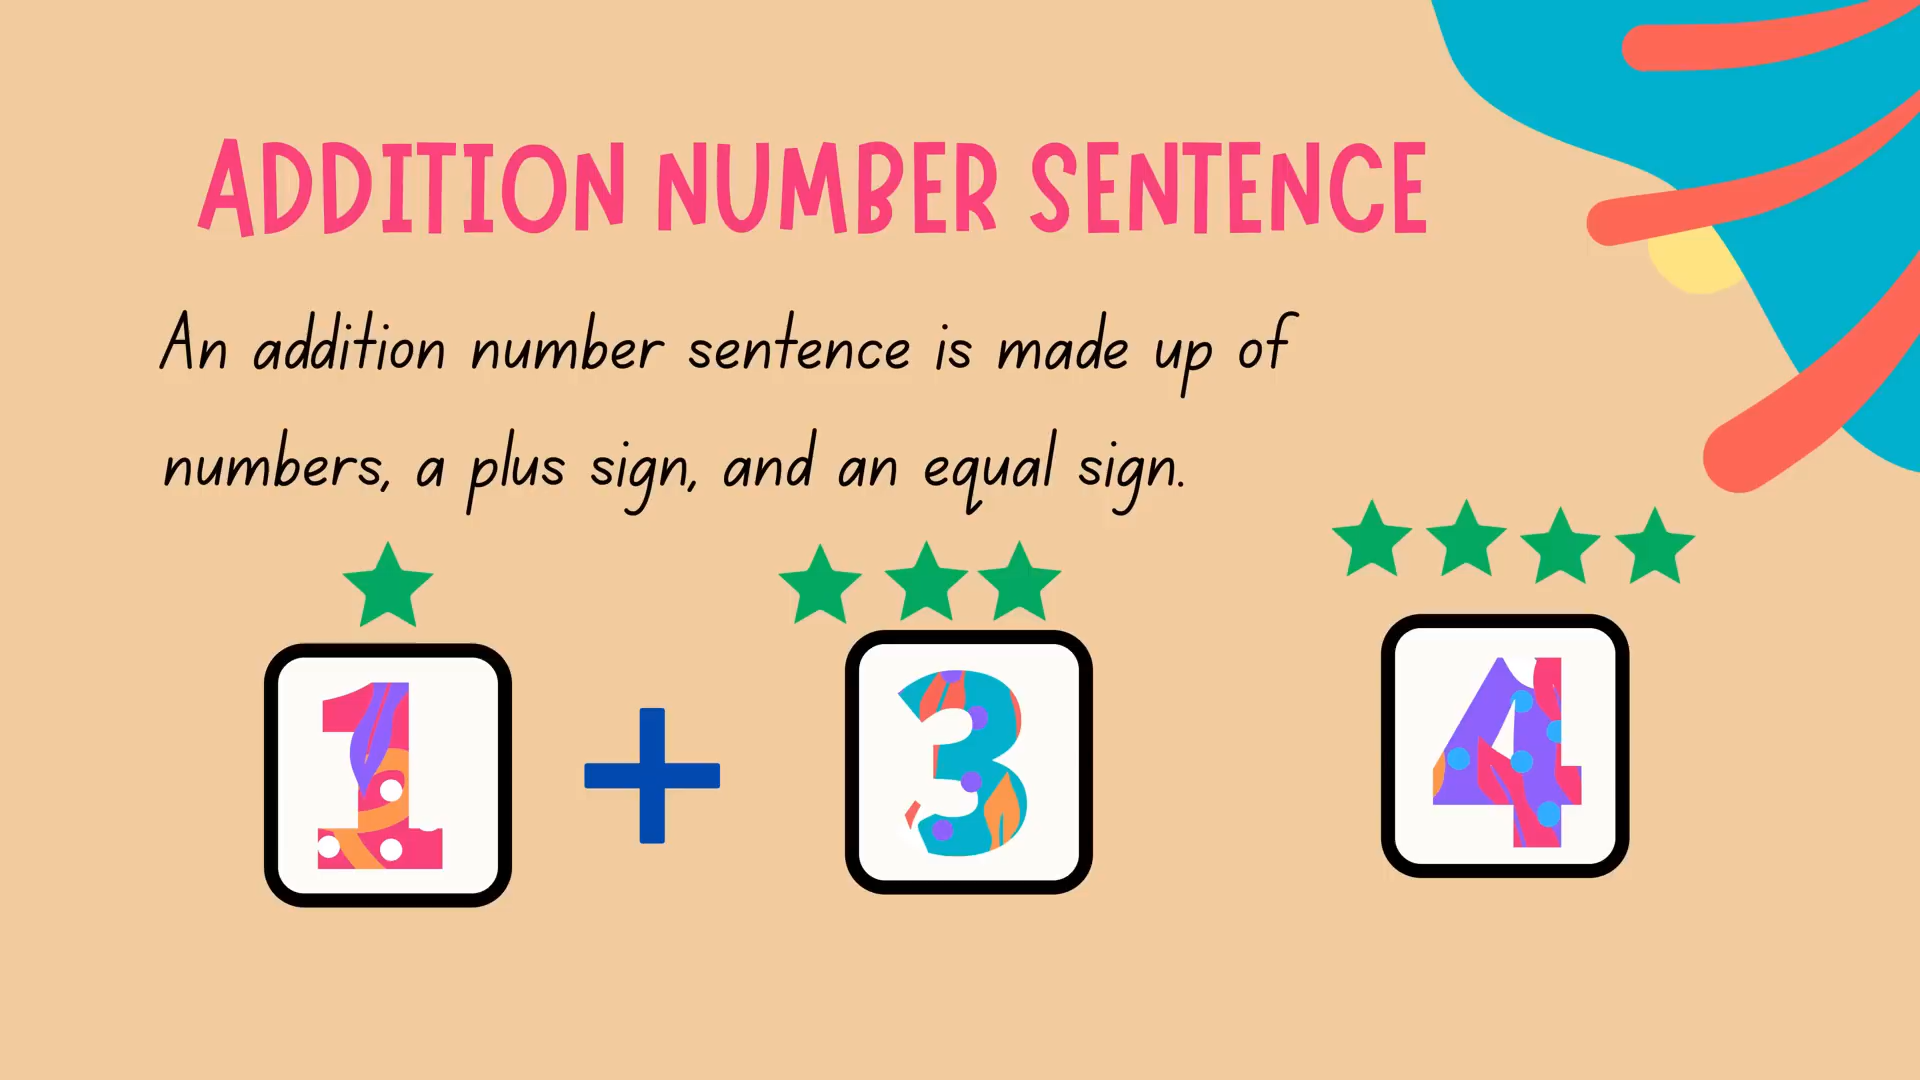 ADDITION NUMBER SENTENCE
An addition number sentence is made up of
numbers, a plus sign, and an equal sign.
1 + 3 4